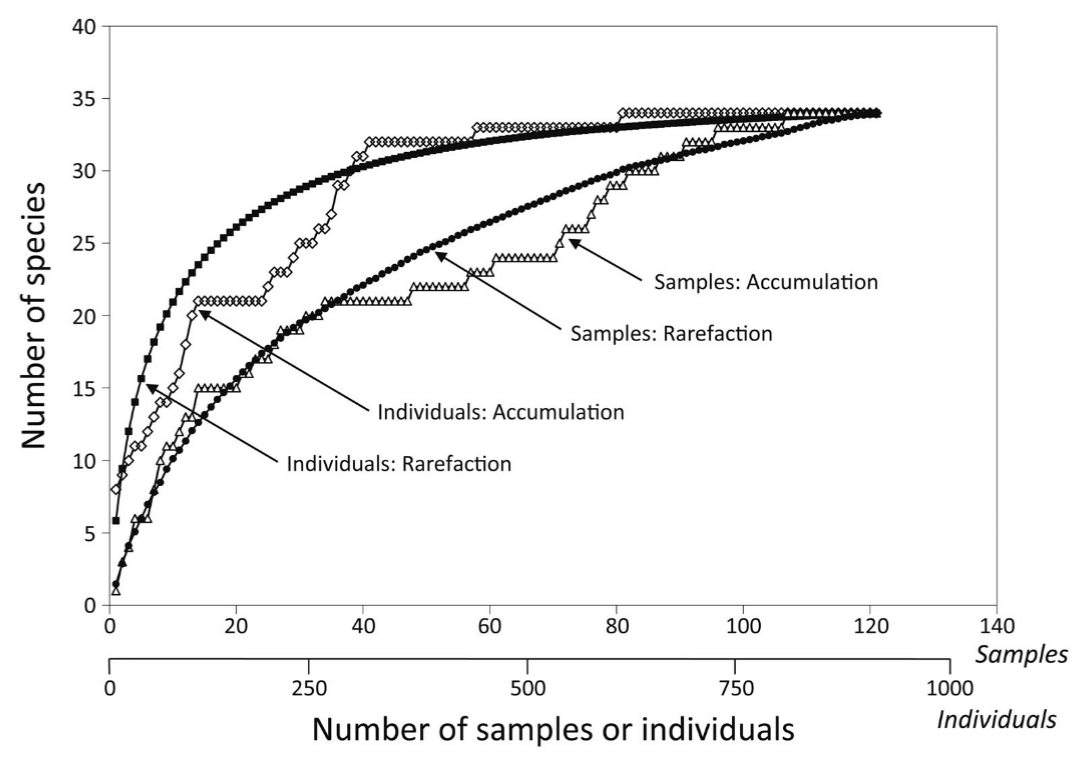 40
35
30
25
20
15
10
5
0
Number of species
Samples: Accumulation
Samples: Rarefaction
Individuals: Accumulation
Individuals: Rarefaction
0 20 40 60 80 100 120 140
Samples
0 250 500 750 1000
Individuals
Number of samples or individuals